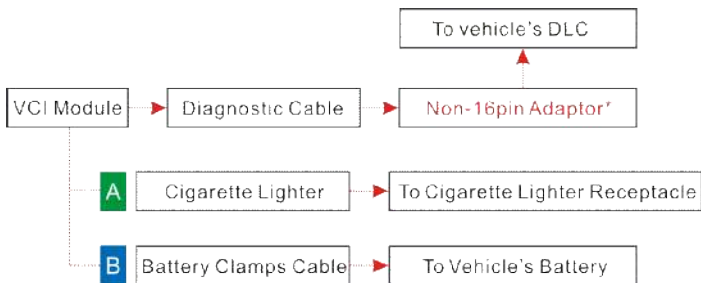 To vehicle's DLC
VCI Module
Diagnostic Cable
Non-16pin Adaptor*
A
Cigarette Lighter
To Cigarette Lighter Receptacle
B
Battery Clamps Cable
To Vehicle's Battery